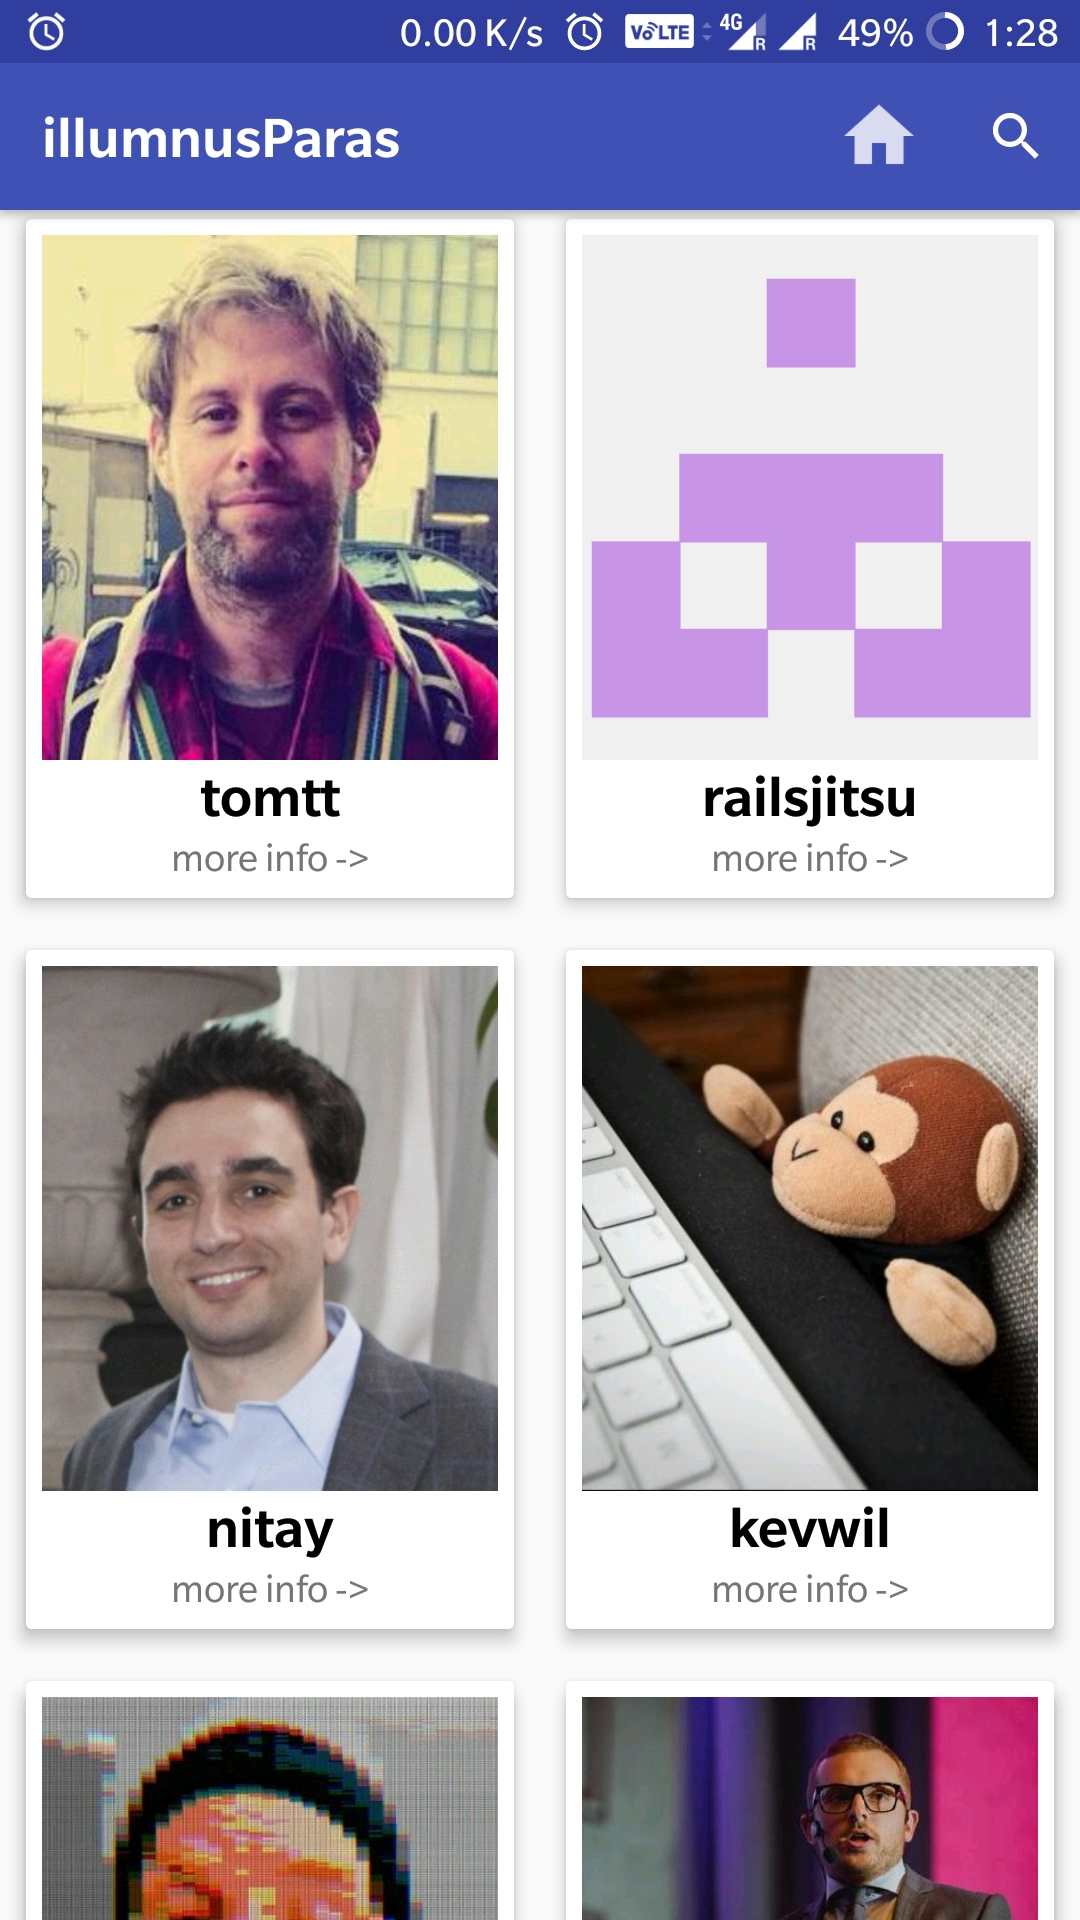 0.00 K/s VoLTE 4G R R 49% 1:28
illumnusParas
tomtt
railsjitsu
more info ->
more info ->
nitay
kevwil
more info ->
more info ->